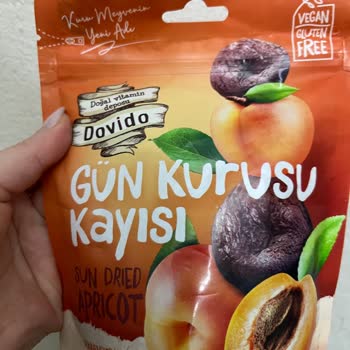 Kuru Meyvenin
Yeni Adı
VEGAN
GLUTEN
FREE
Doğal vitamin
deposu
Dovido
GÜN KURUSU
KAYISI
SUN DRIED
APRICOT